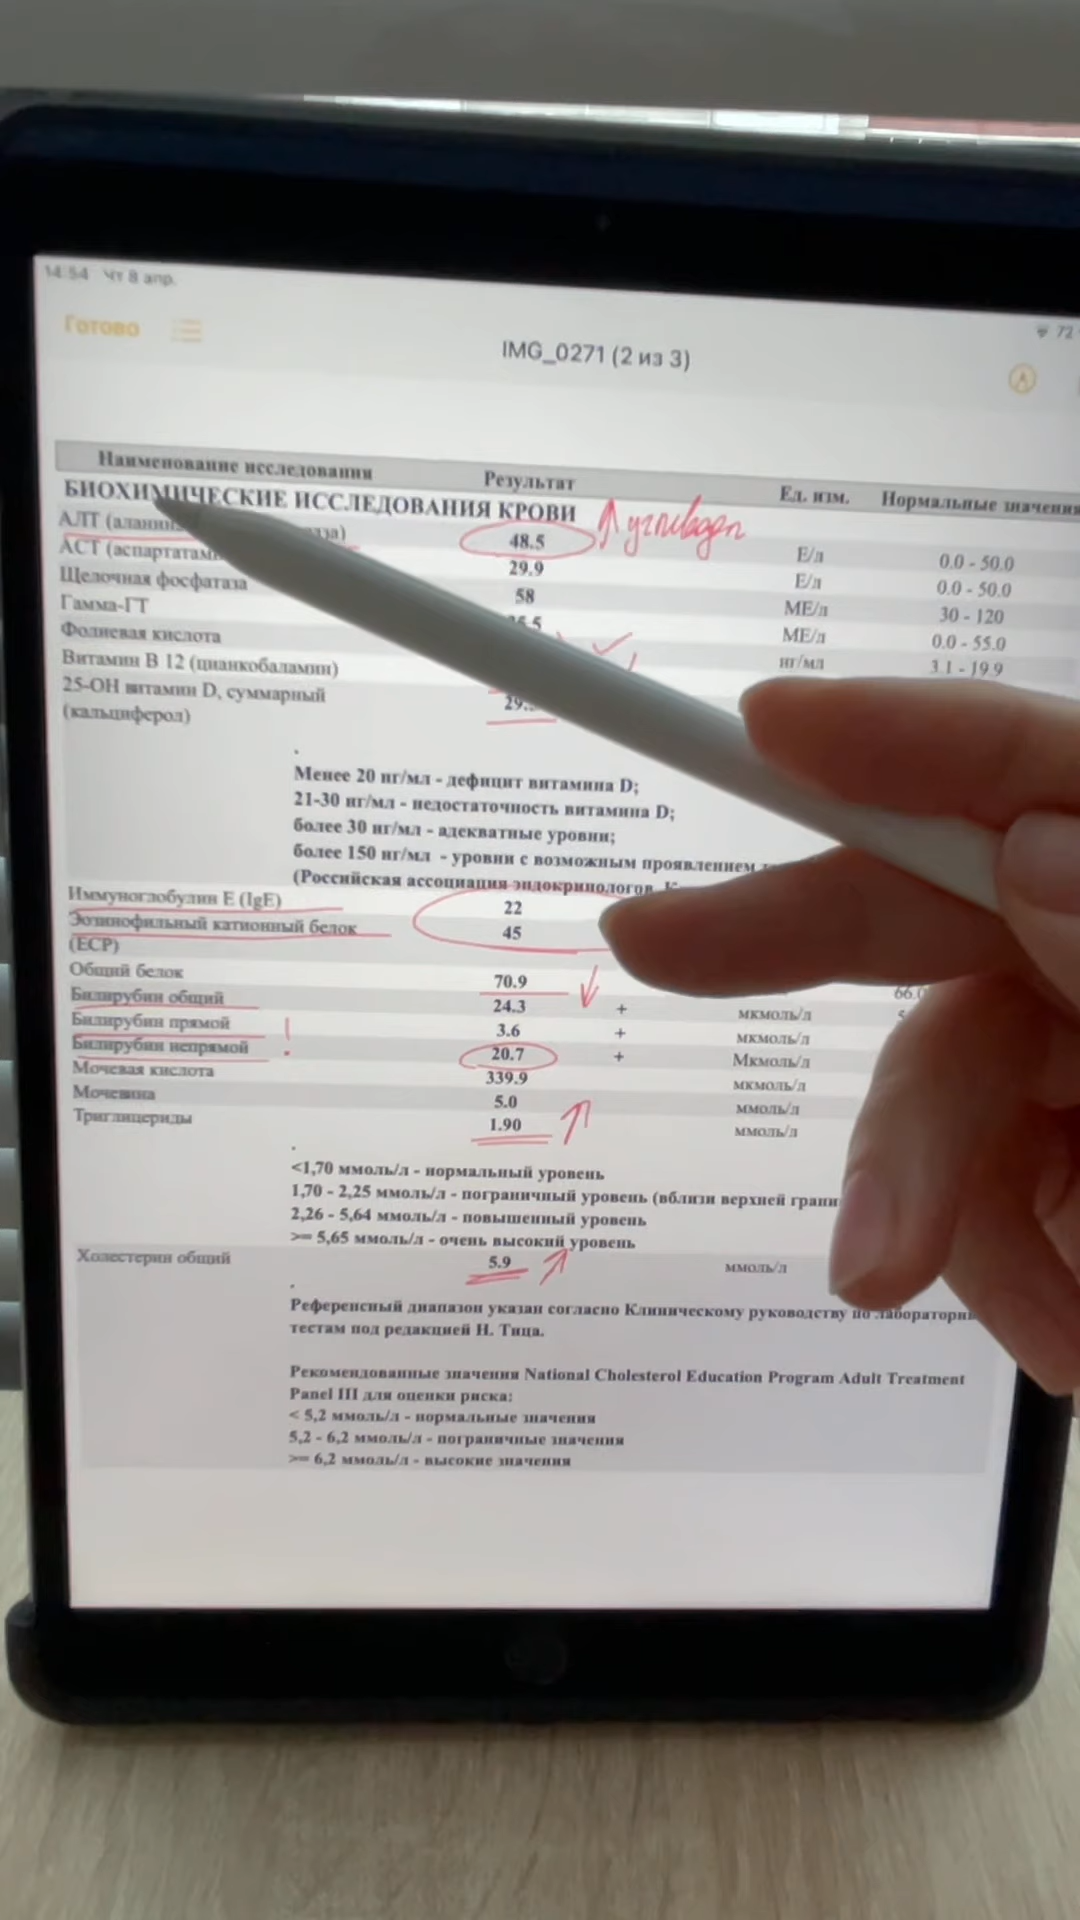 14:54 Чт 8 апр.
72
Готово
IMG_0271 (2 из 3)
Наименование исследования Результат Ед. изм. Нормальные значения
БИОХИМИЧЕСКИЕ ИССЛЕДОВАНИЯ КРОВИ
↑ углеводы
АЛТ 48.5 Е/л 0.0 - 50.0
АСТ 29.9 Е/л 0.0 - 50.0
Щелочная фосфатаза 58 МЕ/л 30 - 120
Гамма-ГТ МЕ/л 0.0 - 55.0
Фолиевая кислота нг/мл 3.1 - 19.9
Витамин В 12 (цианкобаламин)
25-ОН витамин D, суммарный
(кальциферол)
.
Менее 20 нг/мл - дефицит витамина D;
21-30 нг/мл - недостаточность витамина D;
более 30 нг/мл - адекватные уровни;
более 150 нг/мл - уровни с возможным проявлением
(Российская ассоциация эндокринологов,
Иммуноглобулин Е (IgE) 22
Эозинофильный катионный белок 45
(ECP)
Общий белок 70.9
Билирубин общий 24.3 + мкмоль/л
Билирубин прямой ! 3.6 + мкмоль/л
Билирубин непрямой 20.7 + Мкмоль/л
Мочевая кислота 339.9 мкмоль/л
Мочевина 5.0 ммоль/л
Триглицериды 1.90 ммоль/л
.
<1,70 ммоль/л - нормальный уровень
1,70 - 2,25 ммоль/л - пограничный уровень (вблизи верхней
2,26 - 5,64 ммоль/л - повышенный уровень
>= 5,65 ммоль/л - очень высокий уровень
Холестерин общий 5.9 ммоль/л
.
Референсный диапазон указан согласно Клиническому руководству по
тестам под редакцией Н. Тица.
Рекомендованные значения National Cholesterol Education Program Adult Treatment
Panel III для оценки риска:
< 5,2 ммоль/л - нормальные значения
5,2 - 6,2 ммоль/л - пограничные значения
>= 6,2 ммоль/л - высокие значения